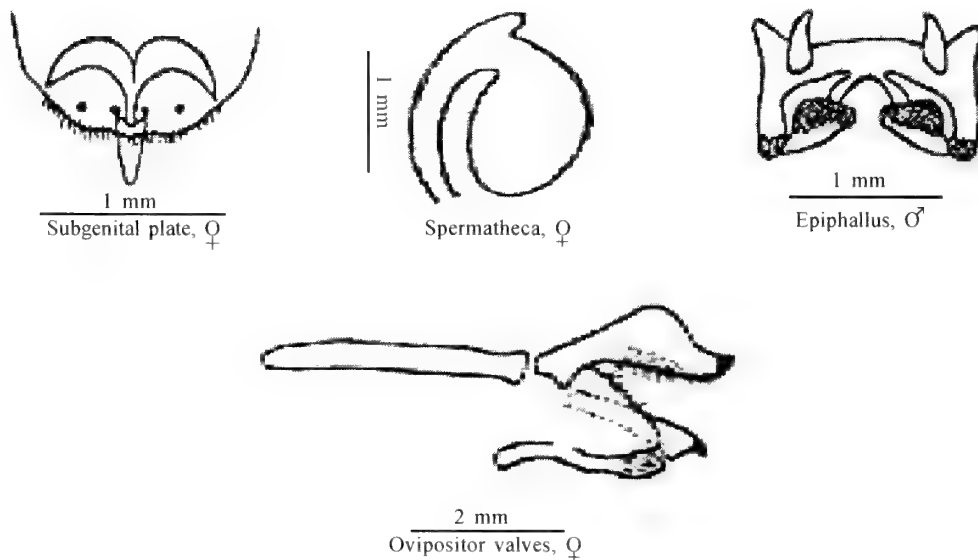 1 mm
Subgenital plate, ♀
1 mm
Spermatheca, ♀
1 mm
Epiphallus, ♂
2 mm
Ovipositor valves, ♀